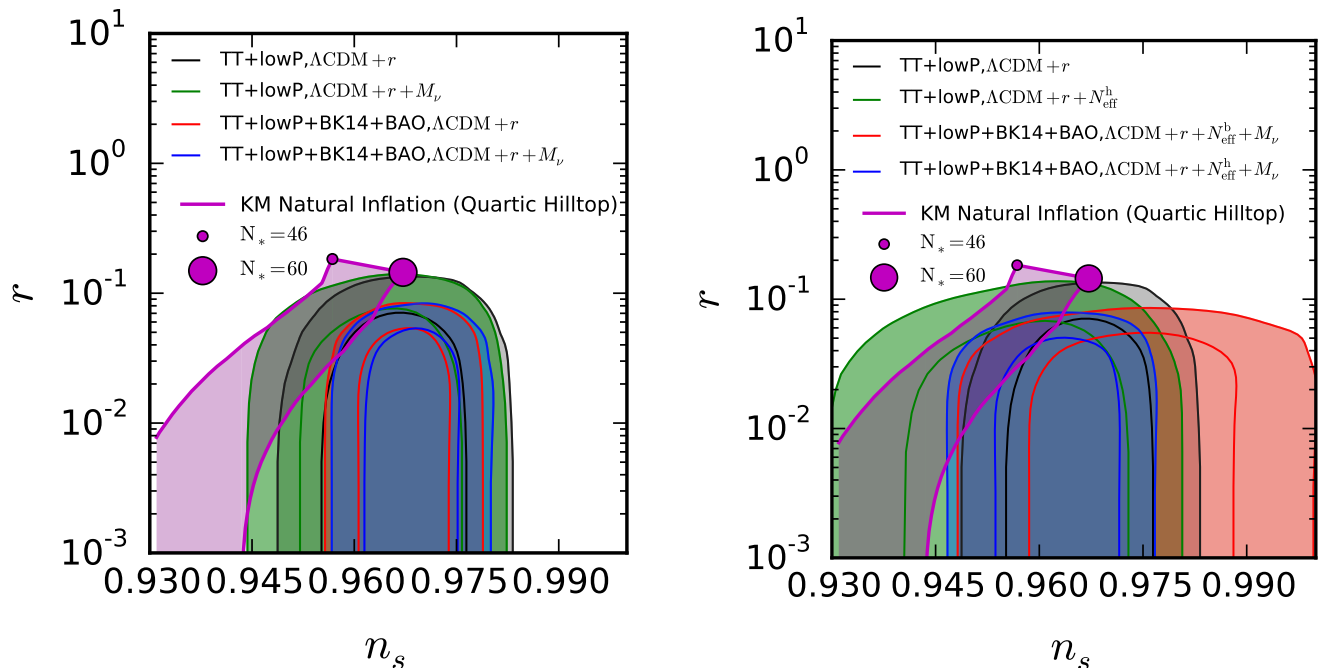 10^1
10^0
10^-1
10^-2
10^-3
r
TT+lowP,ΛCDM+r
TT+lowP,ΛCDM+r+M_ν
TT+lowP+BK14+BAO,ΛCDM+r
TT+lowP+BK14+BAO,ΛCDM+r+M_ν
KM Natural Inflation (Quartic Hilltop)
N_*=46
N_*=60
0.930 0.945 0.960 0.975 0.990
n_s
10^1
10^0
10^-1
10^-2
10^-3
r
TT+lowP,ΛCDM+r
TT+lowP,ΛCDM+r+N_eff^h
TT+lowP+BK14+BAO,ΛCDM+r+N_eff^b+M_ν
TT+lowP+BK14+BAO,ΛCDM+r+N_eff^h+M_ν
KM Natural Inflation (Quartic Hilltop)
N_*=46
N_*=60
0.930 0.945 0.960 0.975 0.990
n_s